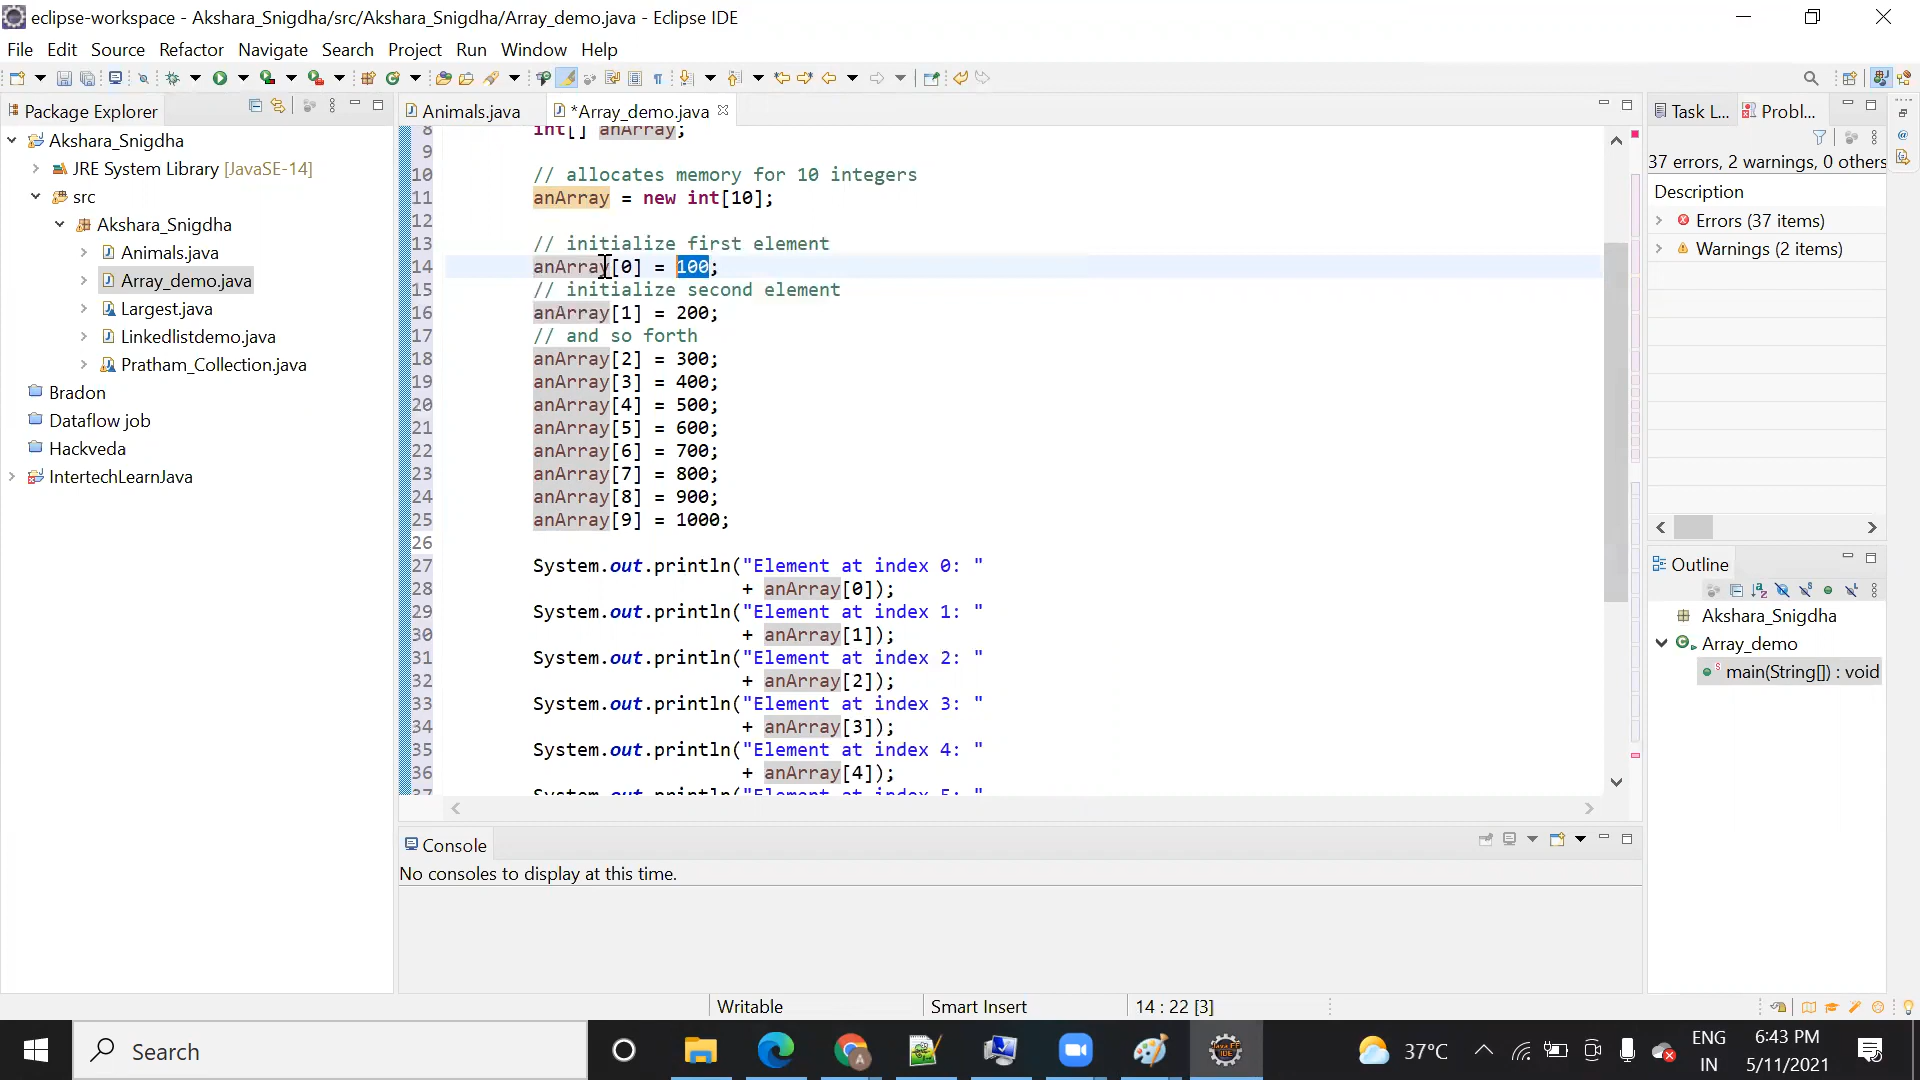 eclipse-workspace - Akshara_Snigdha/src/Akshara_Snigdha/Array_demo.java - Eclipse IDE
File Edit Source Refactor Navigate Search Project Run Window Help
Package Explorer
Akshara_Snigdha
JRE System Library [JavaSE-14]
src
Akshara_Snigdha
Animals.java
Array_demo.java
Largest.java
Linkedlistdemo.java
Pratham_Collection.java
Bradon
Dataflow job
Hackveda
IntertechLearnJava
Animals.java
*Array_demo.java
8 int[] anArray;
9
10 // allocates memory for 10 integers
11 anArray = new int[10];
12
13 // initialize first element
14 anArray[0] = 100;
15 // initialize second element
16 anArray[1] = 200;
17 // and so forth
18 anArray[2] = 300;
19 anArray[3] = 400;
20 anArray[4] = 500;
21 anArray[5] = 600;
22 anArray[6] = 700;
23 anArray[7] = 800;
24 anArray[8] = 900;
25 anArray[9] = 1000;
26
27 System.out.println("Element at index 0: "
28 + anArray[0]);
29 System.out.println("Element at index 1: "
30 + anArray[1]);
31 System.out.println("Element at index 2: "
32 + anArray[2]);
33 System.out.println("Element at index 3: "
34 + anArray[3]);
35 System.out.println("Element at index 4: "
36 + anArray[4]);
37 System.out.println("Element at index 5: "
Console
No consoles to display at this time.
Task L...
Probl...
37 errors, 2 warnings, 0 others
Description
Errors (37 items)
Warnings (2 items)
Outline
Akshara_Snigdha
Array_demo
main(String[]) : void
Writable
Smart Insert
14 : 22 [3]
Search
37°C
ENG
IN
6:43 PM
5/11/2021